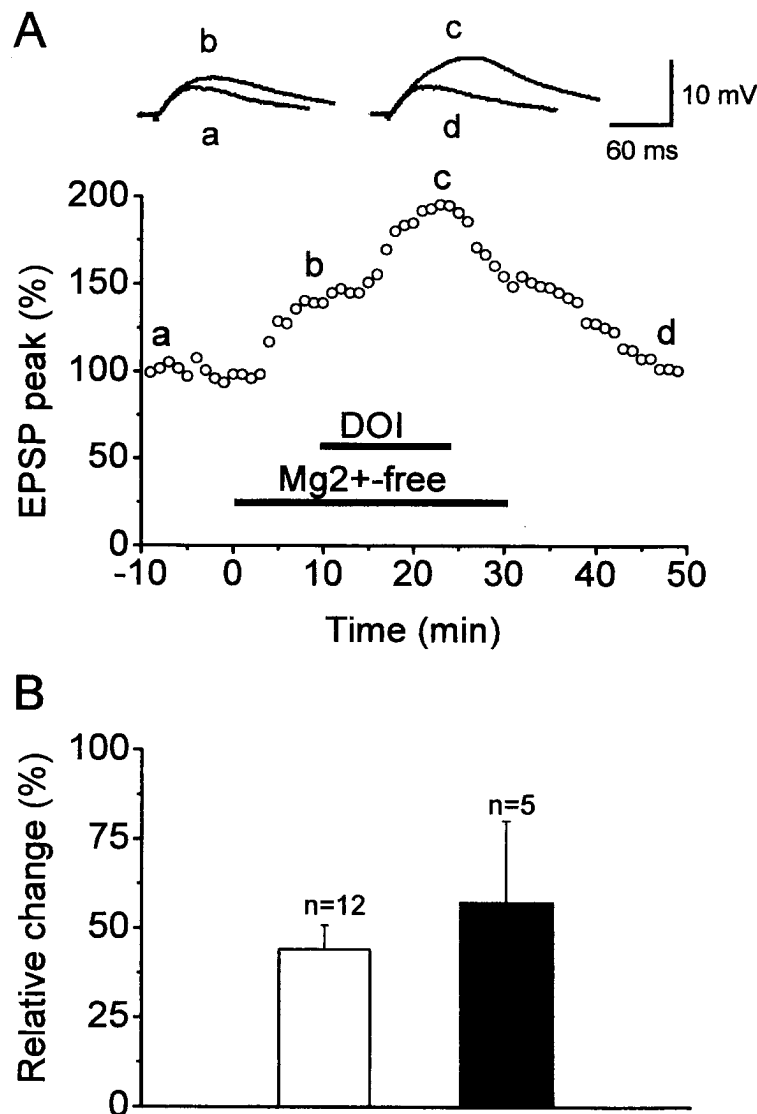 A
b
c
a
d
10 mV
60 ms
200
150
100
50
0
EPSP peak (%)
a
b
c
d
DOI
Mg2+-free
-10
0
10
20
30
40
50
Time (min)
B
100
75
50
25
0
Relative change (%)
n=12
n=5